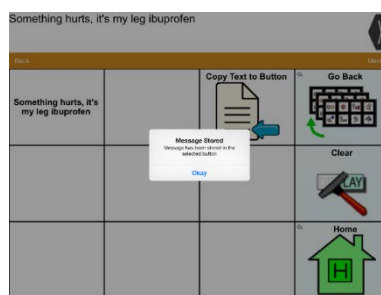 Something hurts, it's my leg ibuprofen
Back
Copy Text to Button
Go Back
Something hurts, it's
my leg ibuprofen
Message Stored
Message has been stored in the
selected button
Okay
Clear
Home
H